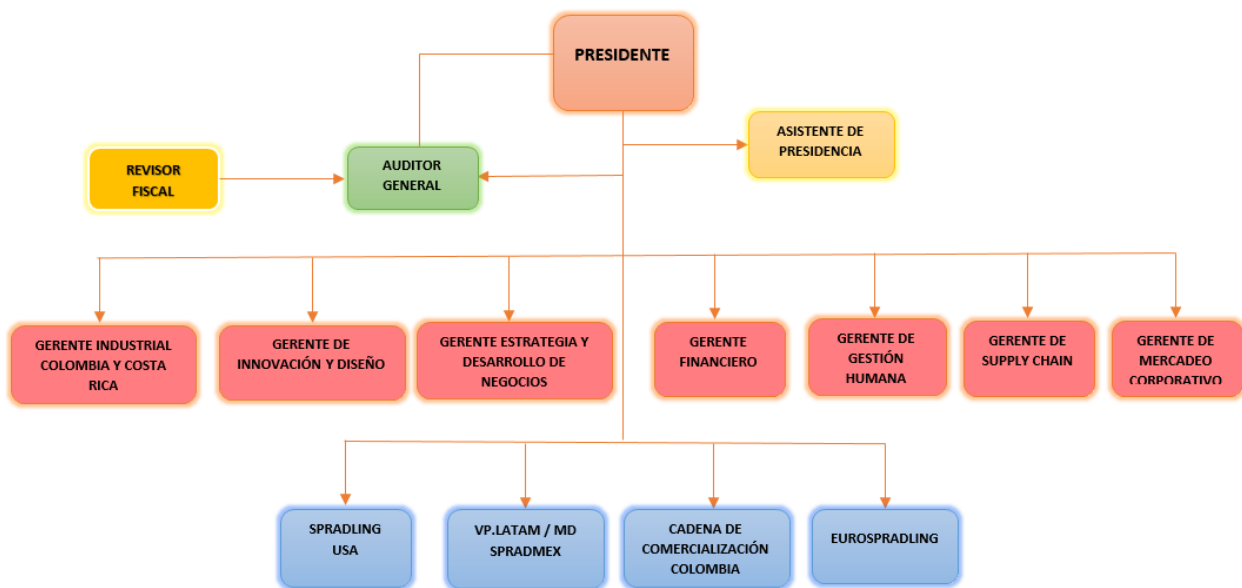 PRESIDENTE
ASISTENTE DE
PRESIDENCIA
REVISOR
FISCAL
AUDITOR
GENERAL
GERENTE INDUSTRIAL
COLOMBIA Y COSTA
RICA
GERENTE DE
INNOVACIÓN Y DISEÑO
GERENTE ESTRATEGIA Y
DESARROLLO DE
NEGOCIOS
GERENTE
FINANCIERO
GERENTE DE
GESTIÓN
HUMANA
GERENTE DE
SUPPLY CHAIN
GERENTE DE
MERCADEO
CORPORATIVO
SPRADLING
USA
VP.LATAM / MD
SPRADMEX
CADENA DE
COMERCIALIZACIÓN
COLOMBIA
EUROSPRADLING